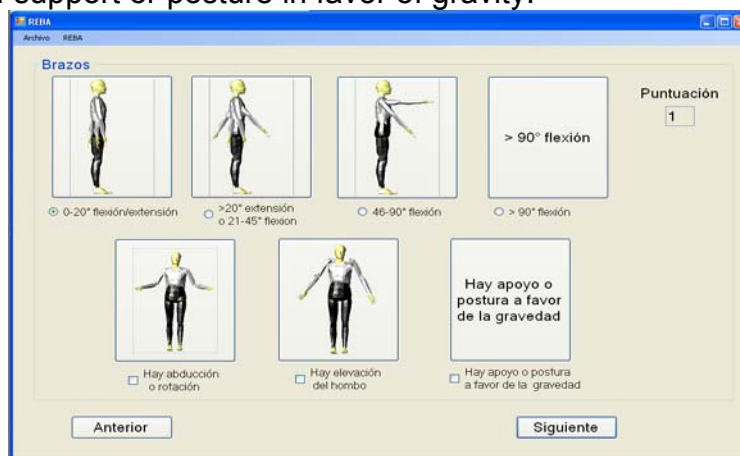 support or posture in favor of gravity.
REBA
Archivo REBA
Brazos
Puntuación
1
> 90° flexión
0-20° flexión/extensión
>20° extensión
o 21-45° flexion
46-90° flexión
> 90° flexión
Hay apoyo o
postura a favor
de la gravedad
Hay abducción
o rotación
Hay elevación
del hombo
Hay apoyo o postura
a favor de la gravedad
Anterior
Siguiente